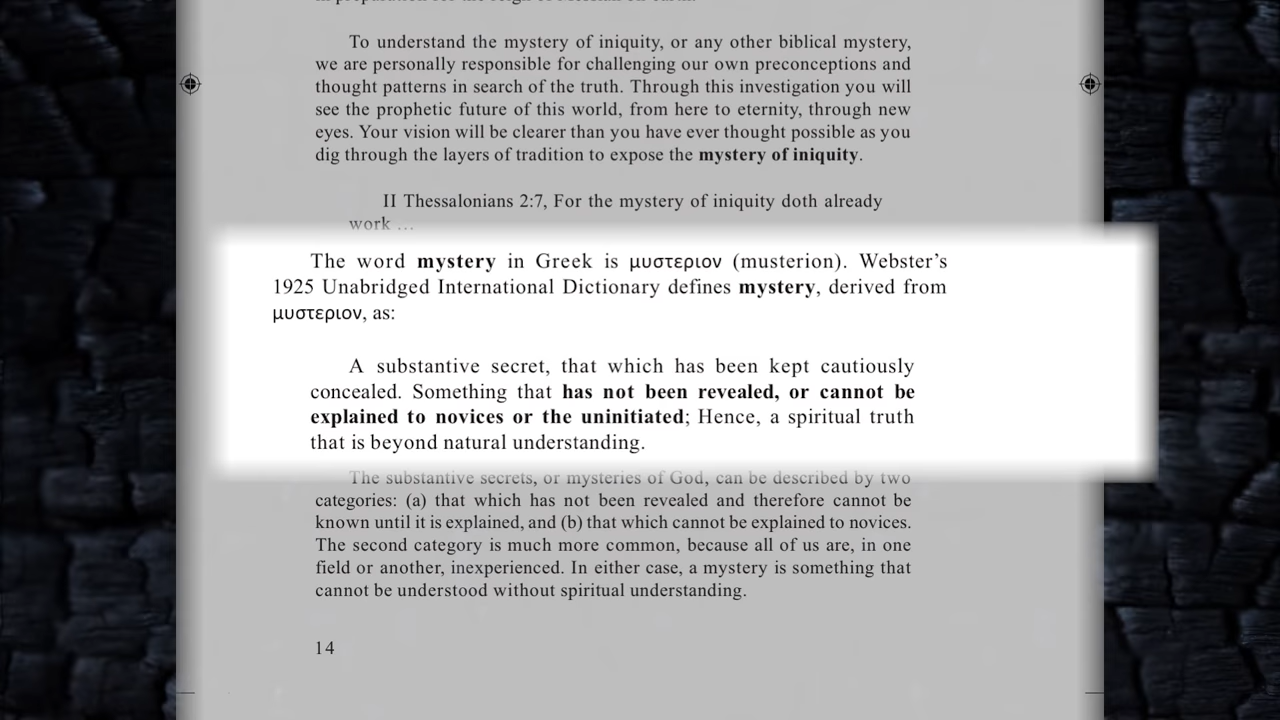 To understand the mystery of iniquity, or any other biblical mystery,
we are personally responsible for challenging our own preconceptions and
thought patterns in search of the truth. Through this investigation you will
see the prophetic future of this world, from here to eternity, through new
eyes. Your vision will be clearer than you have ever thought possible as you
dig through the layers of tradition to expose the mystery of iniquity.
II Thessalonians 2:7, For the mystery of iniquity doth already
work ...
The word mystery in Greek is μυστεριον (musterion). Webster's
1925 Unabridged International Dictionary defines mystery, derived from
μυστεριον, as:
A substantive secret, that which has been kept cautiously
concealed. Something that has not been revealed, or cannot be
explained to novices or the uninitiated; Hence, a spiritual truth
that is beyond natural understanding.
The substantive secrets, or mysteries of God, can be described by two
categories: (a) that which has not been revealed and therefore cannot be
known until it is explained, and (b) that which cannot be explained to novices.
The second category is much more common, because all of us are, in one
field or another, inexperienced. In either case, a mystery is something that
cannot be understood without spiritual understanding.
14